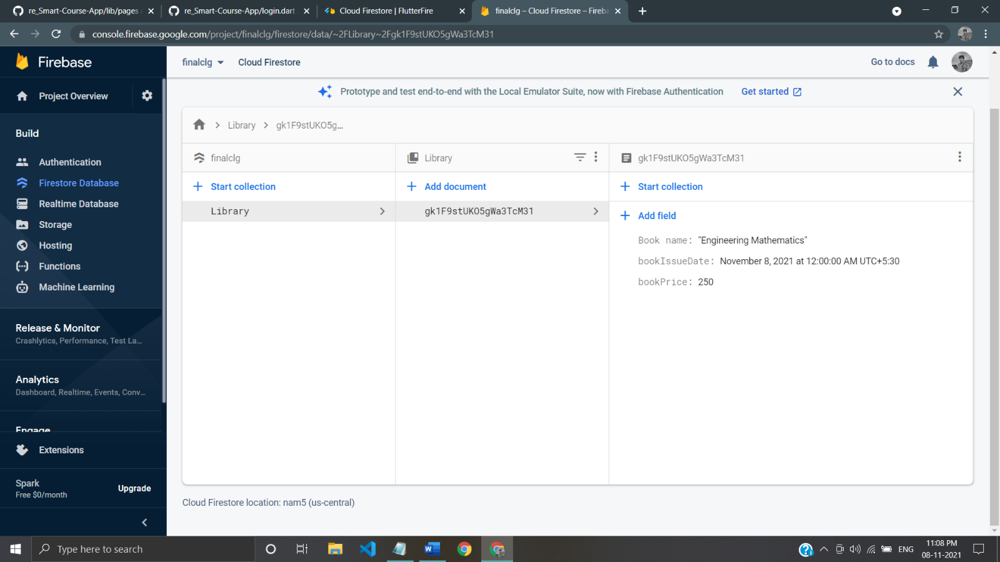 re_Smart-Course-App/lib/pages
re_Smart-Course-App/login.dart
Cloud Firestore | FlutterFire
finalclg – Cloud Firestore – Fireba
console.firebase.google.com/project/finalclg/firestore/data/~2FLibrary~2Fgk1F9stUKO5gWa3TcM31
Firebase
finalclg
Cloud Firestore
Go to docs
Project Overview
Prototype and test end-to-end with the Local Emulator Suite, now with Firebase Authentication
Get started
Build
Authentication
Firestore Database
Realtime Database
Storage
Hosting
Functions
Machine Learning
Release & Monitor
Crashlytics, Performance, Test La...
Analytics
Dashboard, Realtime, Events, Conv...
Engage
Extensions
Spark
Free $0/month
Upgrade
Library
gk1F9stUKO5g...
finalclg
Start collection
Library
Library
Add document
gk1F9stUKO5gWa3TcM31
gk1F9stUKO5gWa3TcM31
Start collection
Add field
Book name: "Engineering Mathematics"
bookIssueDate: November 8, 2021 at 12:00:00 AM UTC+5:30
bookPrice: 250
Cloud Firestore location: nam5 (us-central)
Type here to search
ENG
11:08 PM
08-11-2021